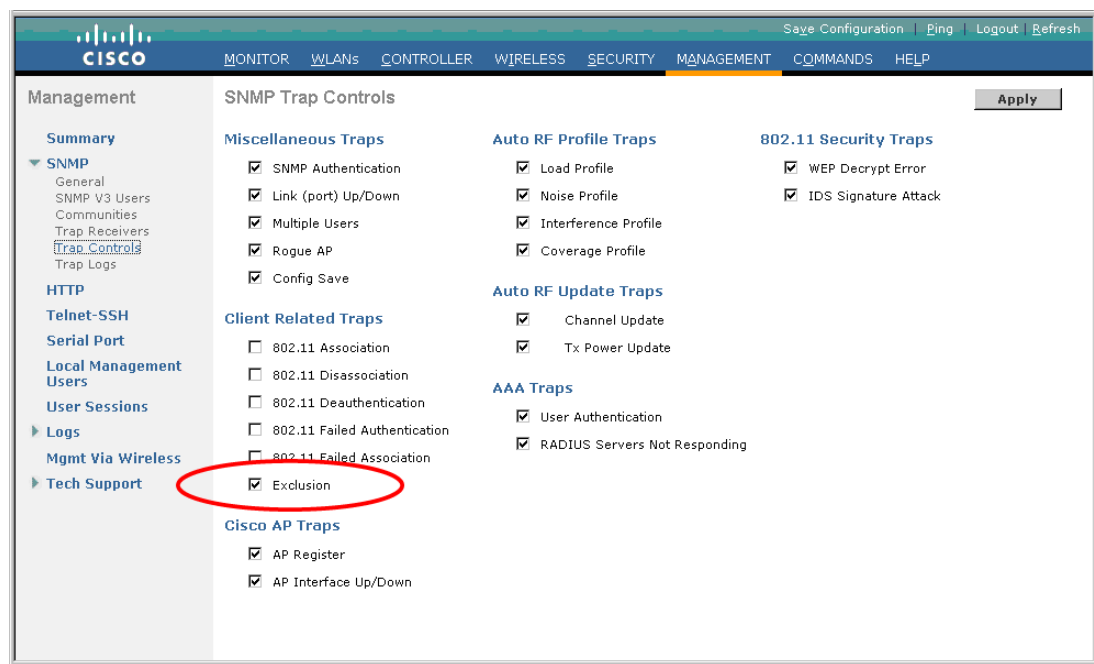 Save Configuration | Ping | Logout | Refresh
CISCO
MONITOR WLANs CONTROLLER WIRELESS SECURITY MANAGEMENT COMMANDS HELP
Management
Summary
SNMP
General
SNMP V3 Users
Communities
Trap Receivers
Trap Controls
Trap Logs
HTTP
Telnet-SSH
Serial Port
Local Management
Users
User Sessions
Logs
Mgmt Via Wireless
Tech Support
SNMP Trap Controls
Apply
Miscellaneous Traps
SNMP Authentication
Link (port) Up/Down
Multiple Users
Rogue AP
Config Save
Client Related Traps
802.11 Association
802.11 Disassociation
802.11 Deauthentication
802.11 Failed Authentication
802.11 Failed Association
Exclusion
Cisco AP Traps
AP Register
AP Interface Up/Down
Auto RF Profile Traps
Load Profile
Noise Profile
Interference Profile
Coverage Profile
Auto RF Update Traps
Channel Update
Tx Power Update
AAA Traps
User Authentication
RADIUS Servers Not Responding
802.11 Security Traps
WEP Decrypt Error
IDS Signature Attack